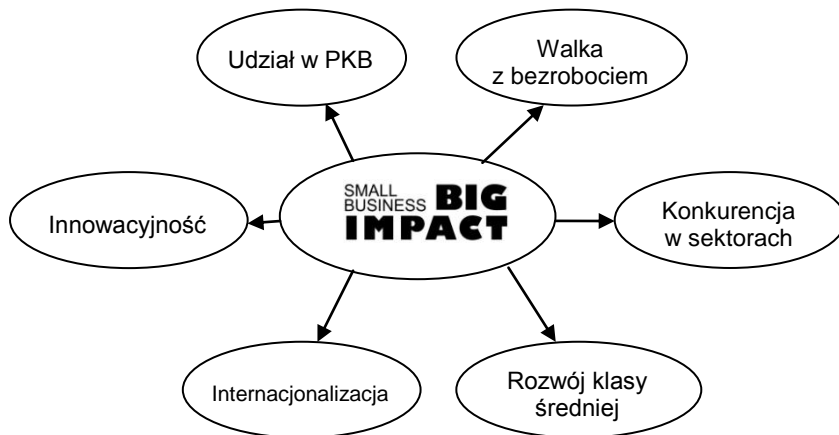 Udział w PKB
Walka
z bezrobociem
Innowacyjność
SMALL
BUSINESS BIG
IMPACT
Konkurencja
w sektorach
Internacjonalizacja
Rozwój klasy
średniej